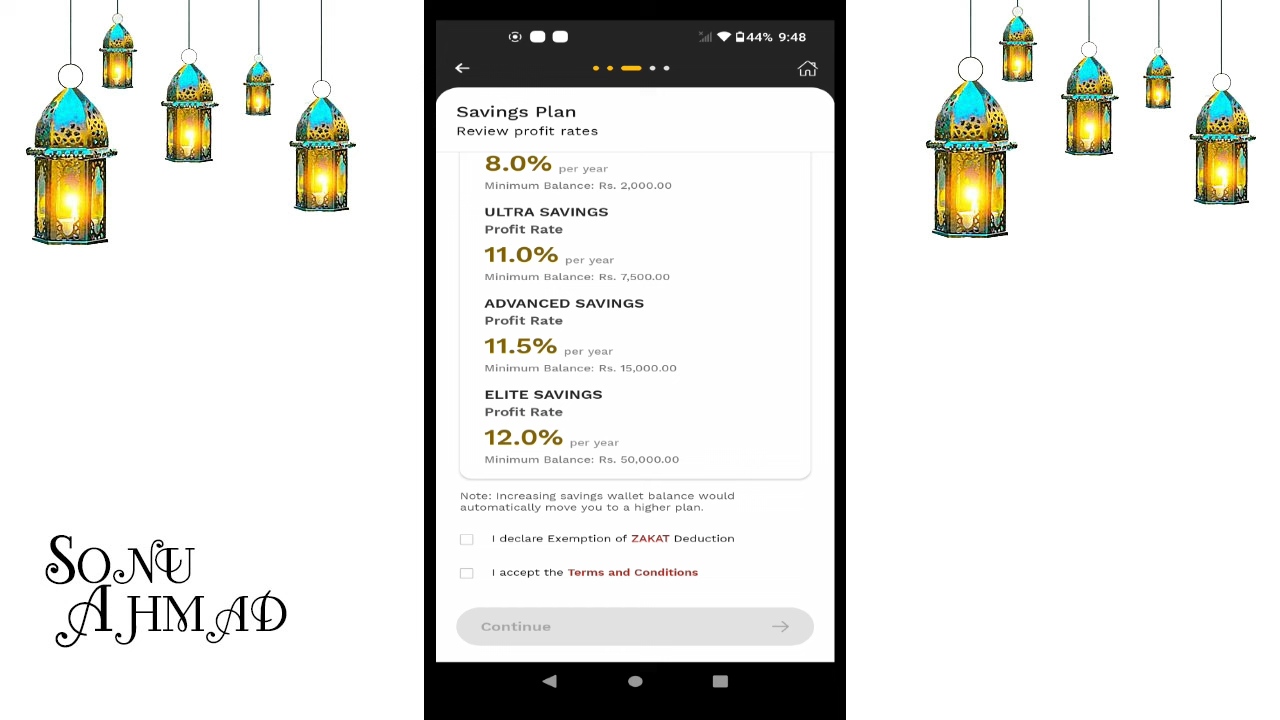 44% 9:48
Savings Plan
Review profit rates
8.0% per year
Minimum Balance: Rs. 2,000.00
ULTRA SAVINGS
Profit Rate
11.0% per year
Minimum Balance: Rs. 7,500.00
ADVANCED SAVINGS
Profit Rate
11.5% per year
Minimum Balance: Rs. 15,000.00
ELITE SAVINGS
Profit Rate
12.0% per year
Minimum Balance: Rs. 50,000.00
Note: Increasing savings wallet balance would
automatically move you to a higher plan.
I declare Exemption of ZAKAT Deduction
I accept the Terms and Conditions
Continue
SONU
AHMAD